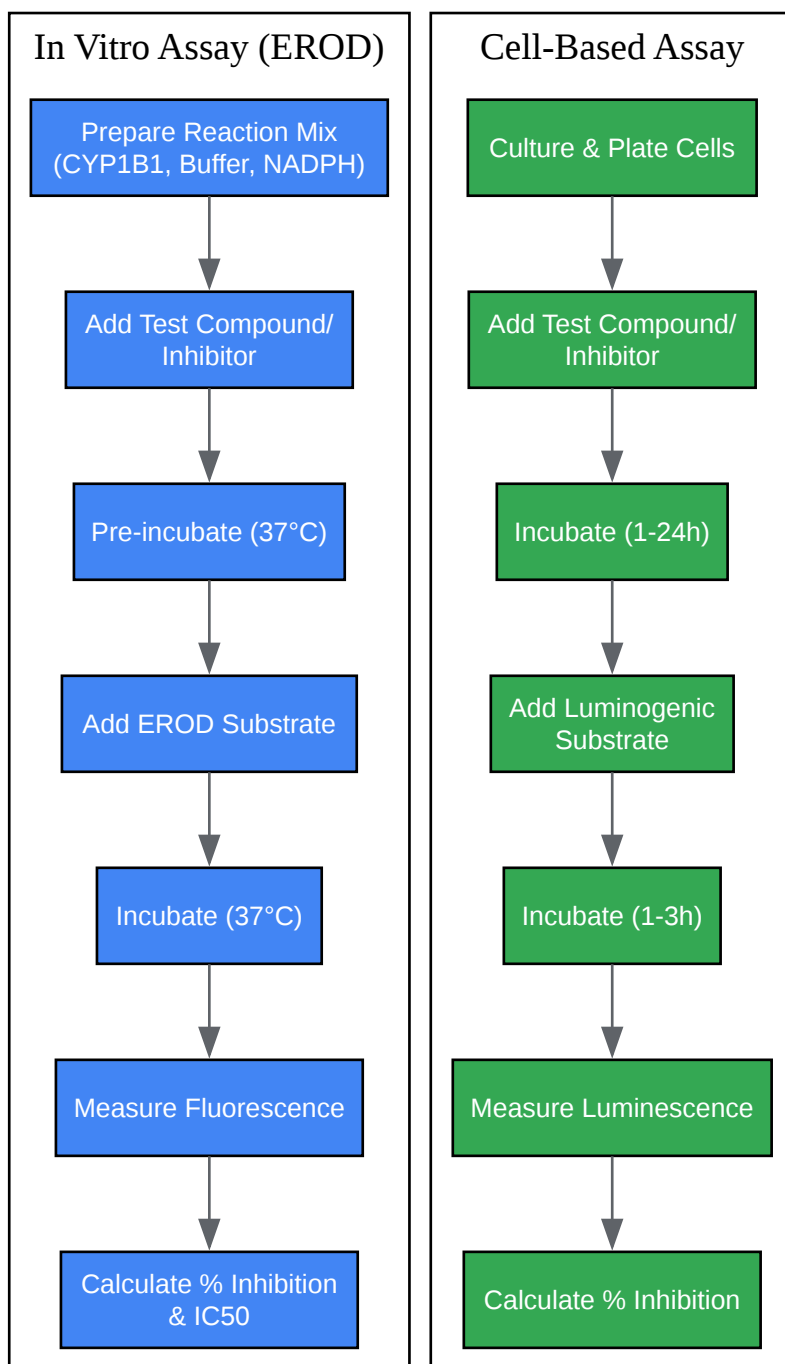 In Vitro Assay (EROD)
Prepare Reaction Mix
(CYP1B1, Buffer, NADPH)
Add Test Compound/
Inhibitor
Pre-incubate (37°C)
Add EROD Substrate
Incubate (37°C)
Measure Fluorescence
Calculate % Inhibition
& IC50
Cell-Based Assay
Culture & Plate Cells
Add Test Compound/
Inhibitor
Incubate (1-24h)
Add Luminogenic
Substrate
Incubate (1-3h)
Measure Luminescence
Calculate % Inhibition